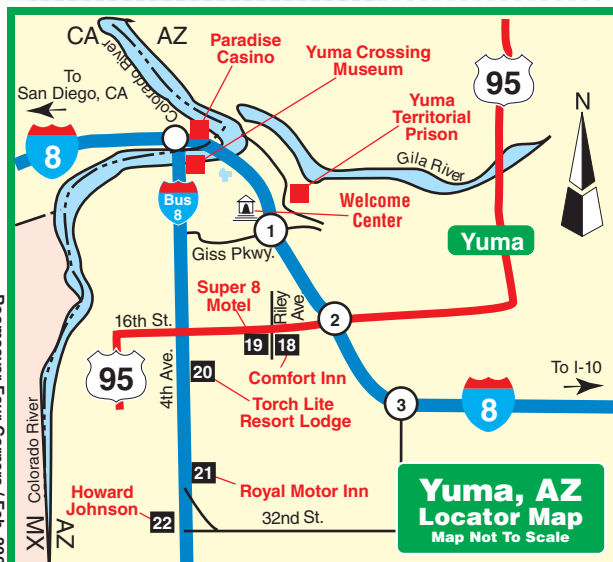 CA
AZ
Paradise
Casino
Yuma Crossing
Museum
Yuma
Territorial
Prison
95
N
To
San Diego, CA
Colorado River
8
Gila River
Bus
8
Welcome
Center
1
Yuma
Giss Pkwy.
Super 8
Motel
Riley
Ave
16th St.
2
19
18
95
4th Ave.
20
Comfort Inn
Torch Lite
Resort Lodge
To I-10
3
8
Colorado River
21
Royal Motor Inn
Howard
Johnson
22
32nd St.
MX
AZ
Yuma, AZ
Locator Map
Map Not To Scale